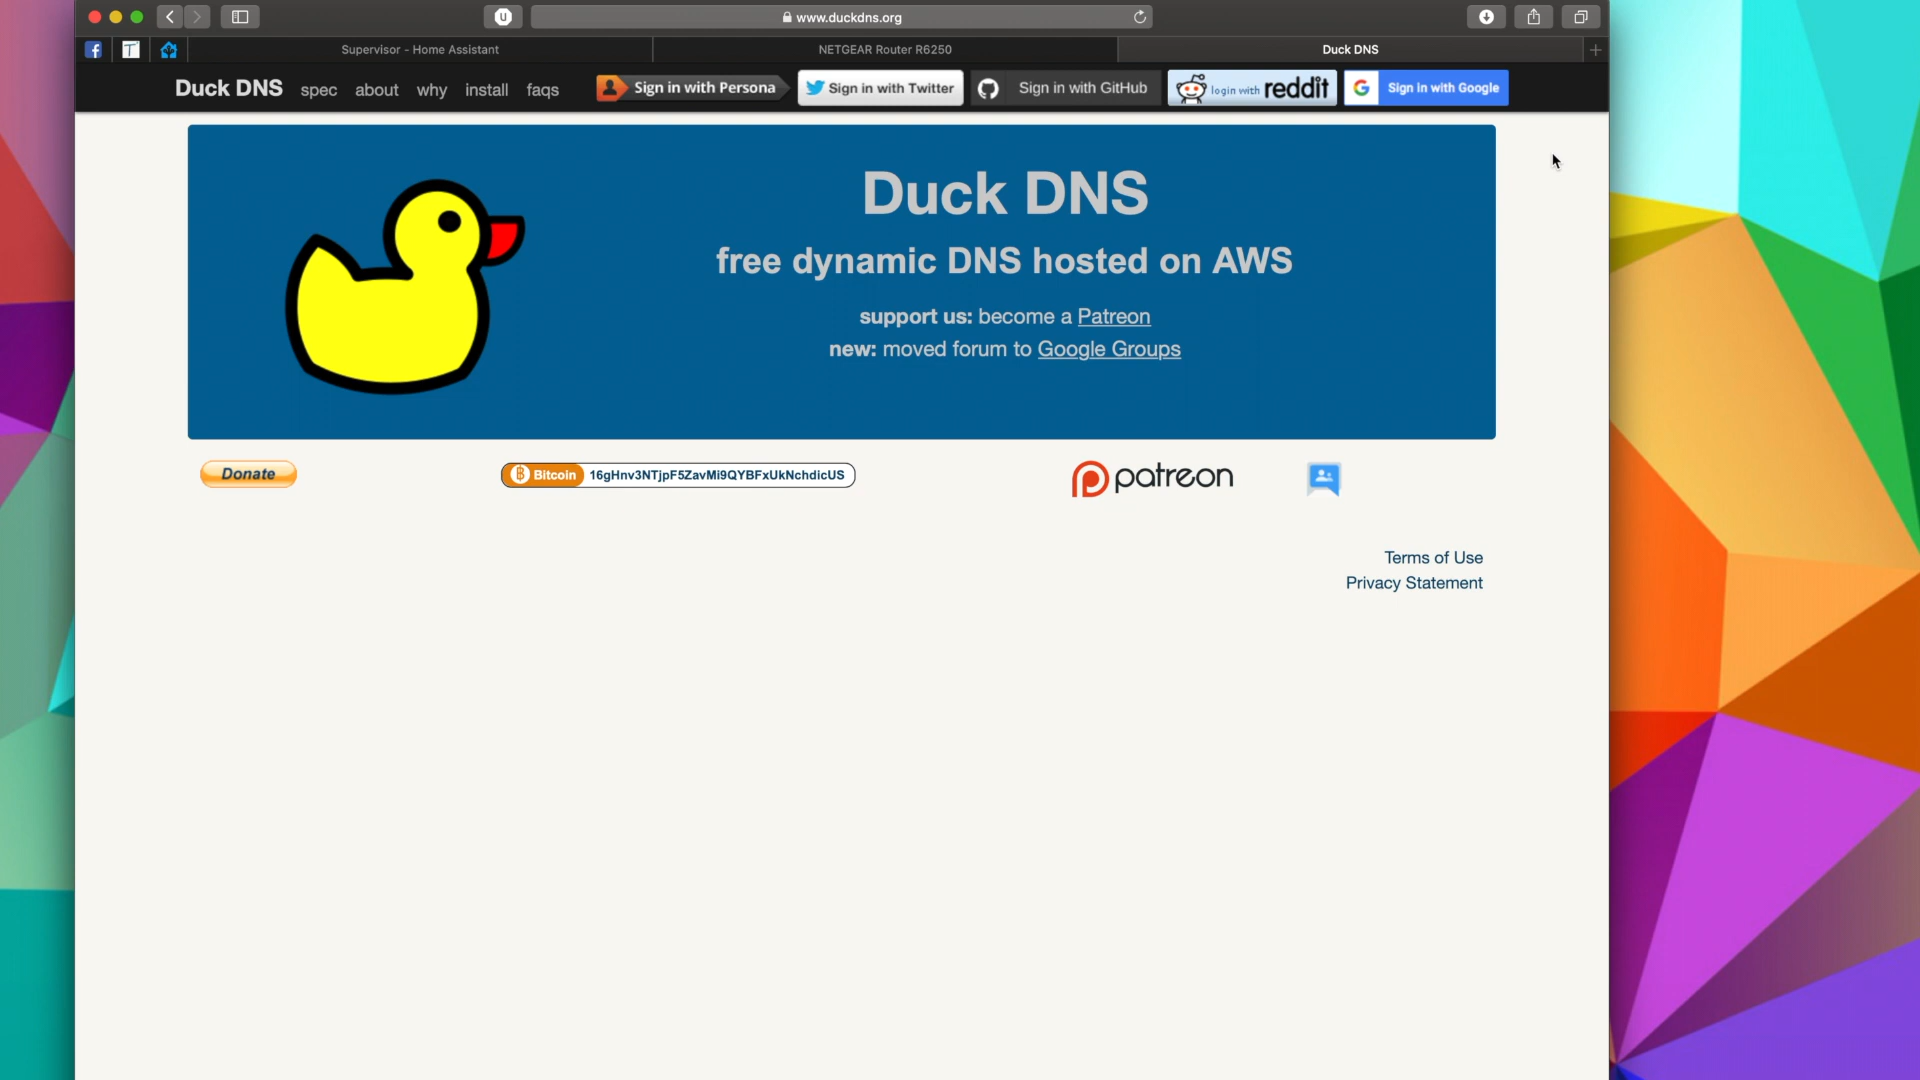 www.duckdns.org
Supervisor - Home Assistant
NETGEAR Router R6250
Duck DNS
Duck DNS
spec
about
why
install
faqs
Sign in with Persona
Sign in with Twitter
Sign in with GitHub
login with reddit
Sign in with Google
Duck DNS
free dynamic DNS hosted on AWS
support us: become a Patreon
new: moved forum to Google Groups
Donate
Bitcoin 16gHnv3NTjpF5ZavMi9QYBFxUkNchdicUS
patreon
Terms of Use
Privacy Statement